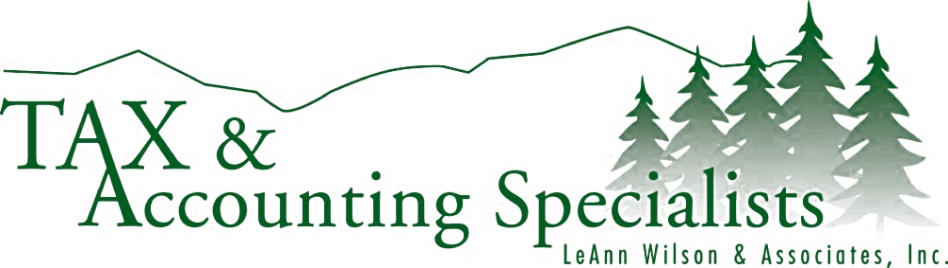 TAX &
Accounting Specialists
LeAnn Wilson & Associates, Inc.